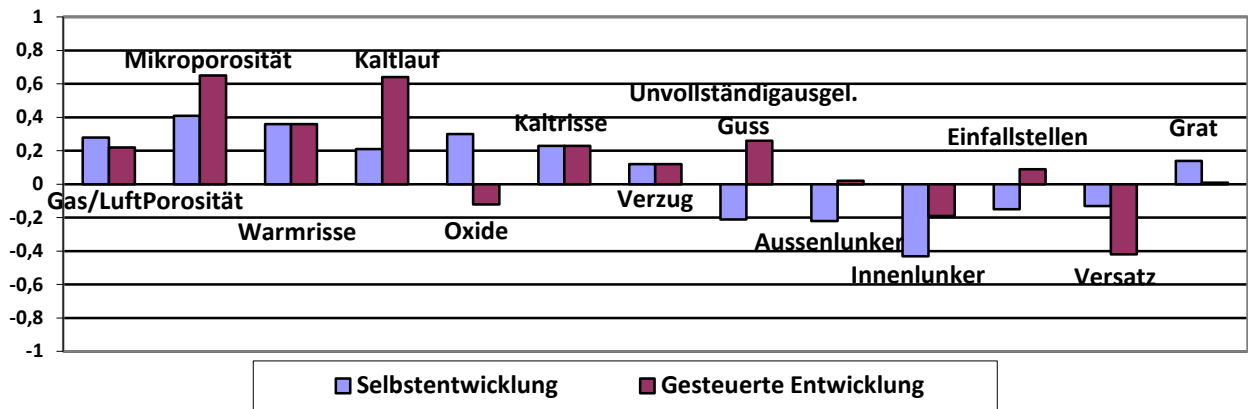 1
0,8
0,6
0,4
0,2
0
-0,2
-0,4
-0,6
-0,8
-1
Mikroporosität
Kaltlauf
Unvollständigausgel.
Guss
Kaltrisse
Einfallstellen
Grat
Gas/LuftPorosität
Verzug
Warmrisse
Oxide
Aussenlunker
Innenlunker
Versatz
Selbstentwicklung
Gesteuerte Entwicklung